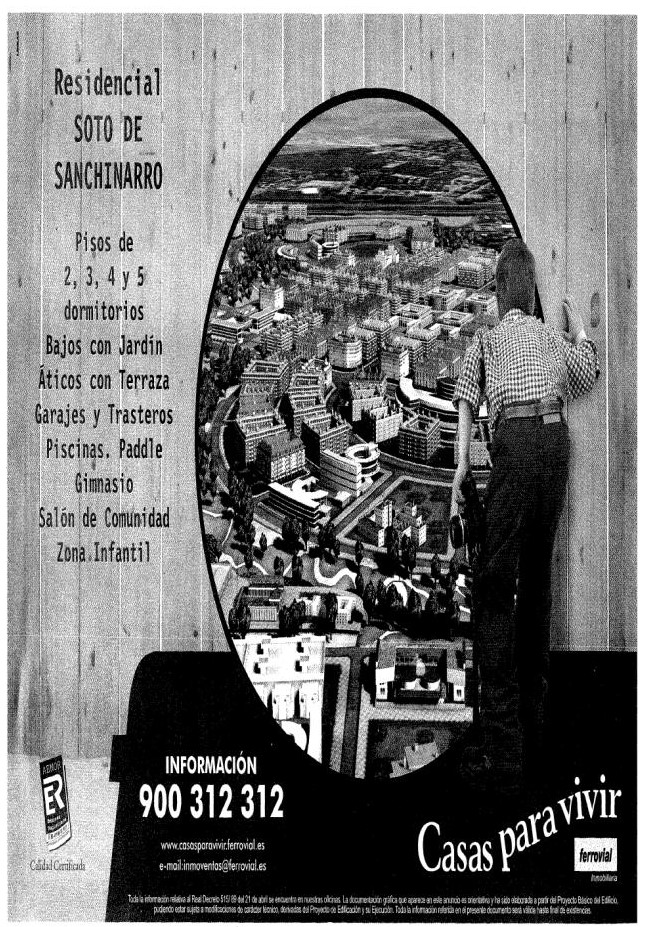 Residencial
SOTO DE
SANCHINARRO
Pisos de
2, 3, 4 y 5
dormitorios
Bajos con Jardín
Áticos con Terraza
Garajes y Trasteros
Piscinas. Paddle
Gimnasio
Salón de Comunidad
Zona Infantil
AENOR
ER
Calidad Certificada
INFORMACIÓN
900 312 312
www.casasparavivir.ferrovial.es
e-mail:inmoventas@ferrovial.es
Casas para vivir
ferrovial
Inmobiliaria
Toda la información relativa al Real Decreto 515/ 89 del 21 de abril se encuentra en nuestras oficinas. La documentación gráfica que aparece en este anuncio es orientativa y ha sido elaborada a partir del Proyecto Básico del Edificio,
pudiendo estar sujeto a modificaciones de carácter técnico, derivadas del Proyecto de Edificación y su Ejecución. Toda la información referida en el presente documento será válida hasta final de existencias.